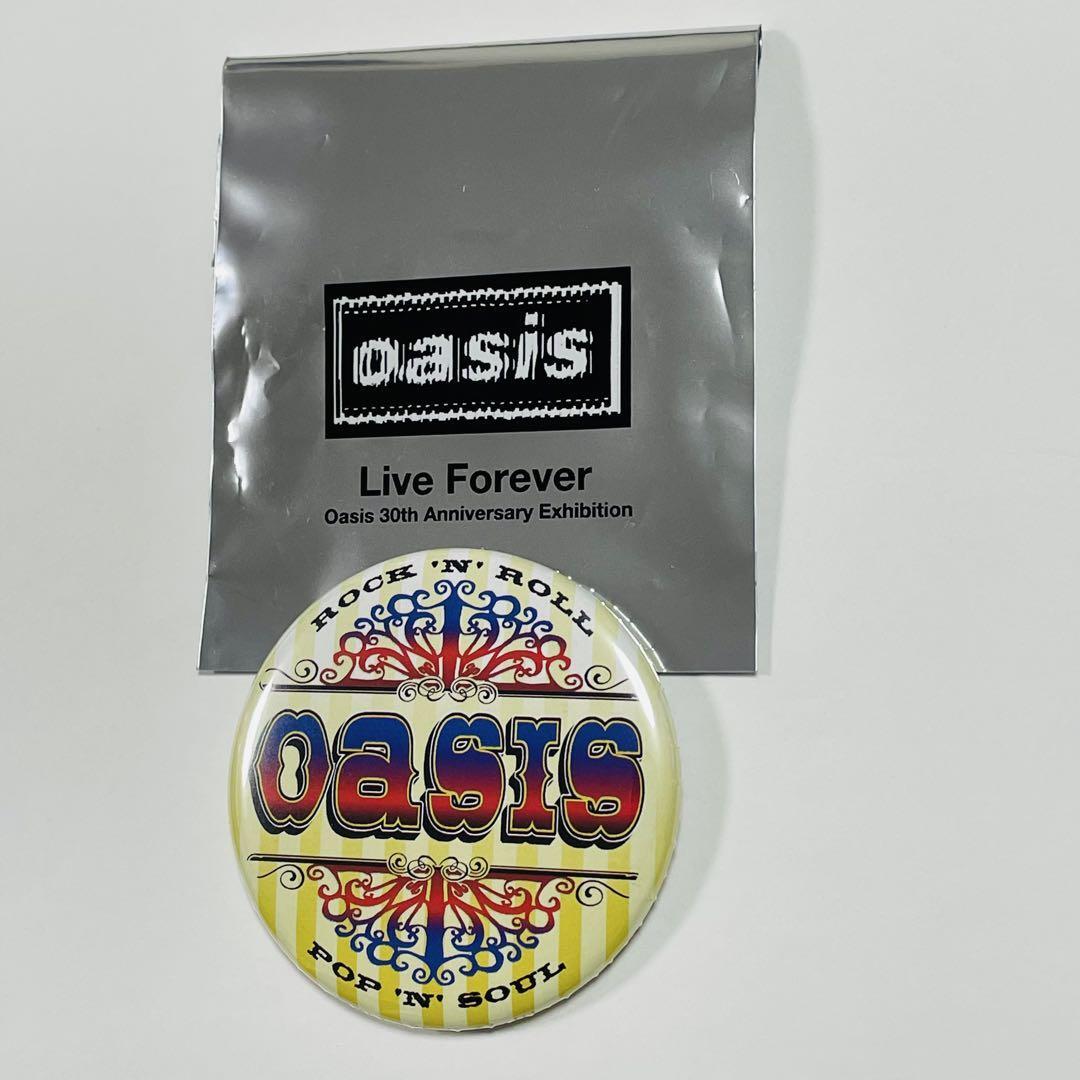 oasis
Live Forever
Oasis 30th Anniversary Exhibition
ROCK 'N' ROLL
oasis
POP 'N' SOUL